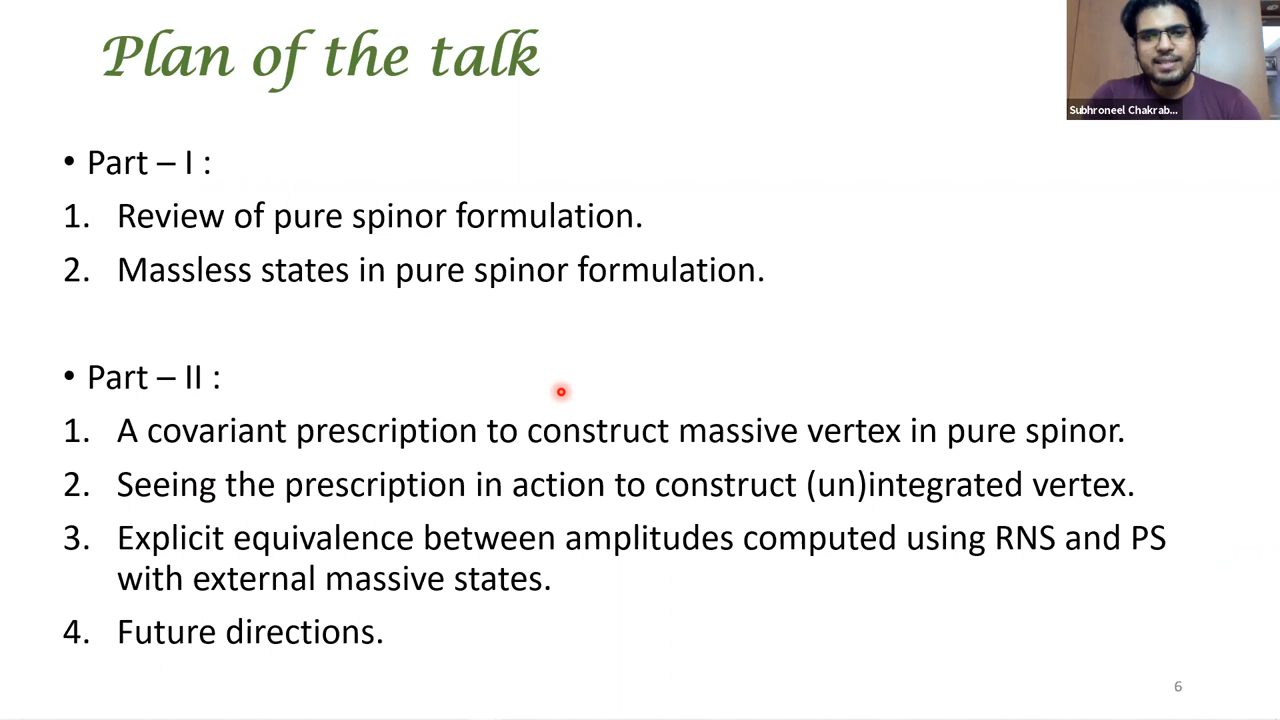 Plan of the talk
Subhroneel Chakrab...
• Part – I :
1. Review of pure spinor formulation.
2. Massless states in pure spinor formulation.
• Part – II :
1. A covariant prescription to construct massive vertex in pure spinor.
2. Seeing the prescription in action to construct (un)integrated vertex.
3. Explicit equivalence between amplitudes computed using RNS and PS
with external massive states.
4. Future directions.
6